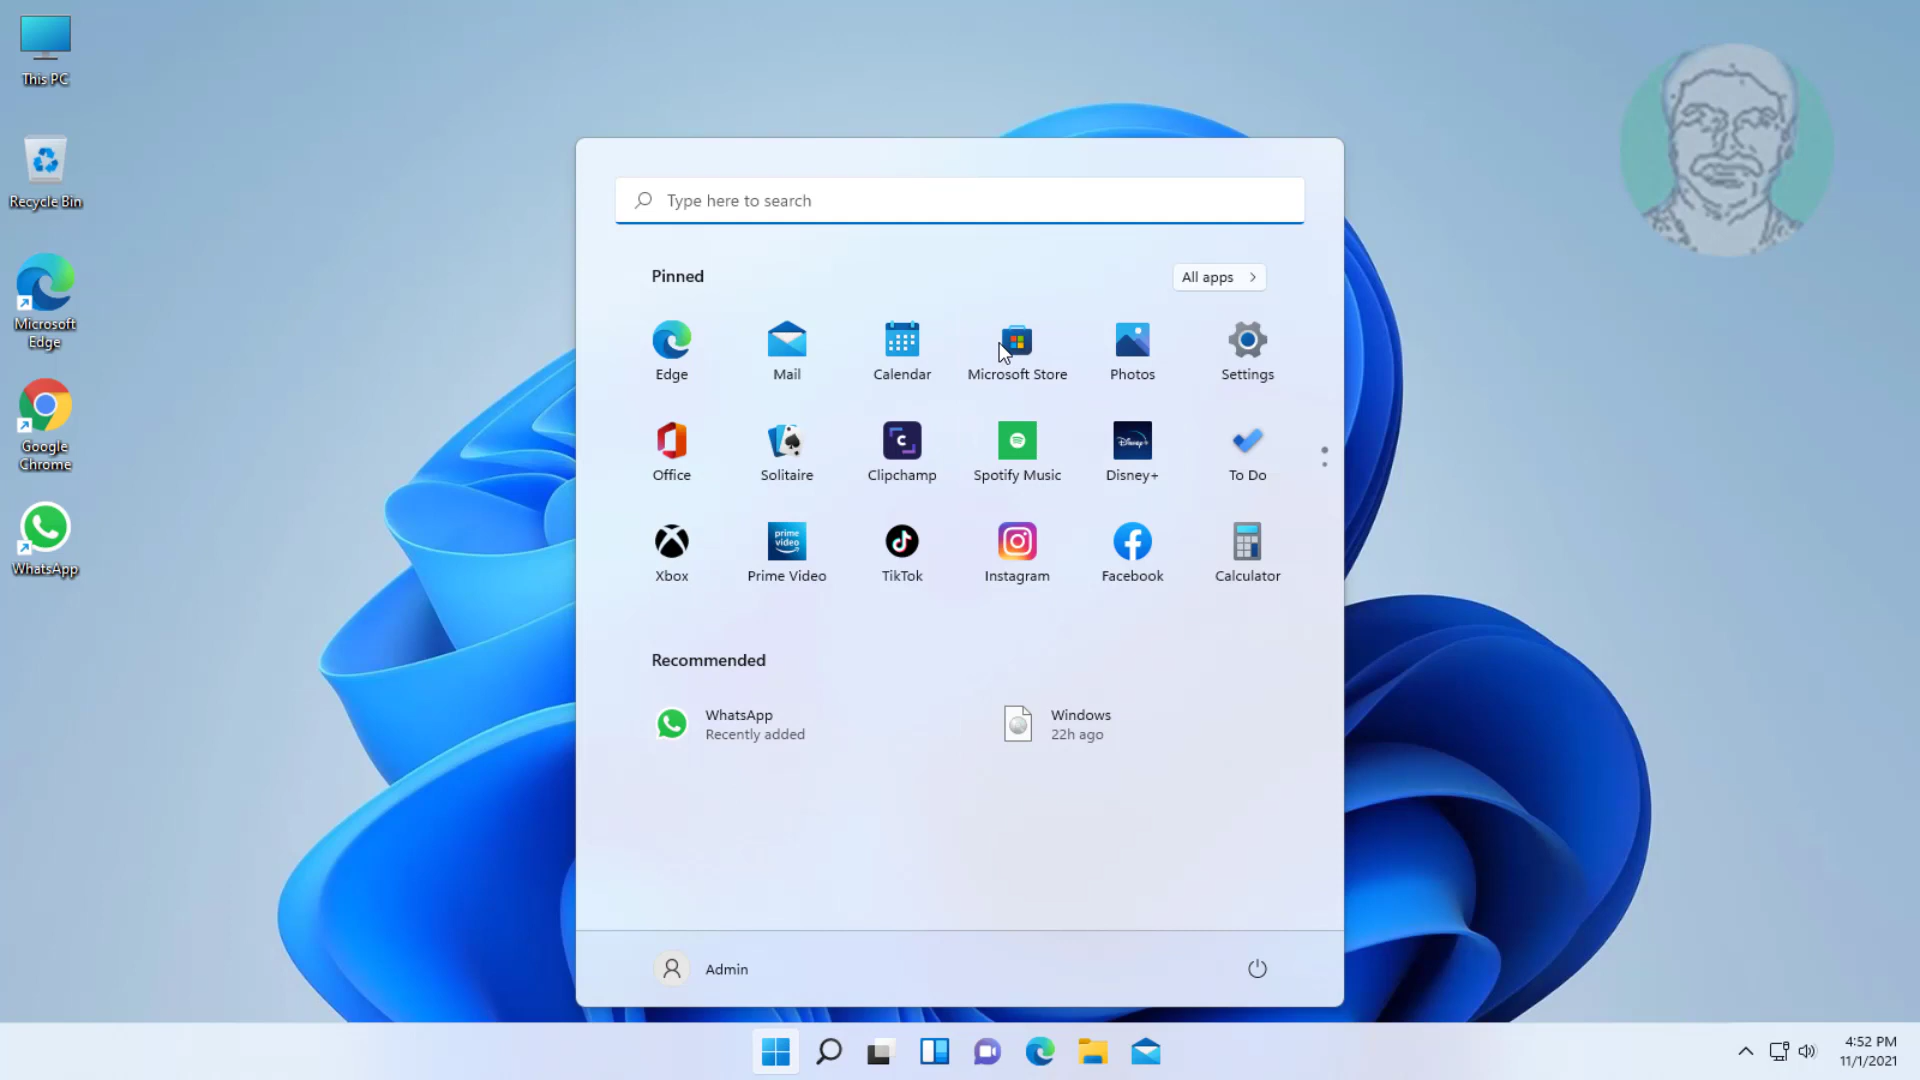 This PC
Recycle Bin
Microsoft
Edge
Google
Chrome
WhatsApp
Type here to search
Pinned
All apps
Edge
Mail
Calendar
Microsoft Store
Photos
Settings
Office
Solitaire
Clipchamp
Spotify Music
Disney+
To Do
Xbox
prime
video
Prime Video
TikTok
Instagram
Facebook
Calculator
Recommended
WhatsApp
Recently added
Windows
22h ago
Admin
4:52 PM
11/1/2021